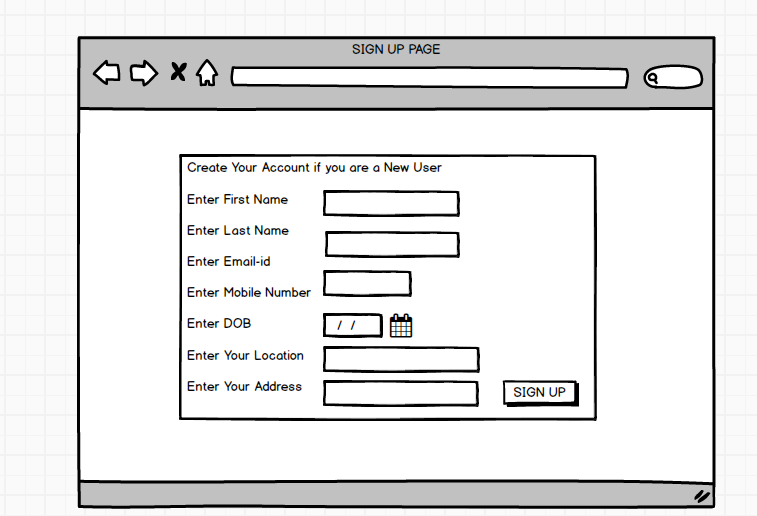 SIGN UP PAGE
Create Your Account if you are a New User
Enter First Name
Enter Last Name
Enter Email-id
Enter Mobile Number
Enter DOB / /
Enter Your Location
Enter Your Address
SIGN UP